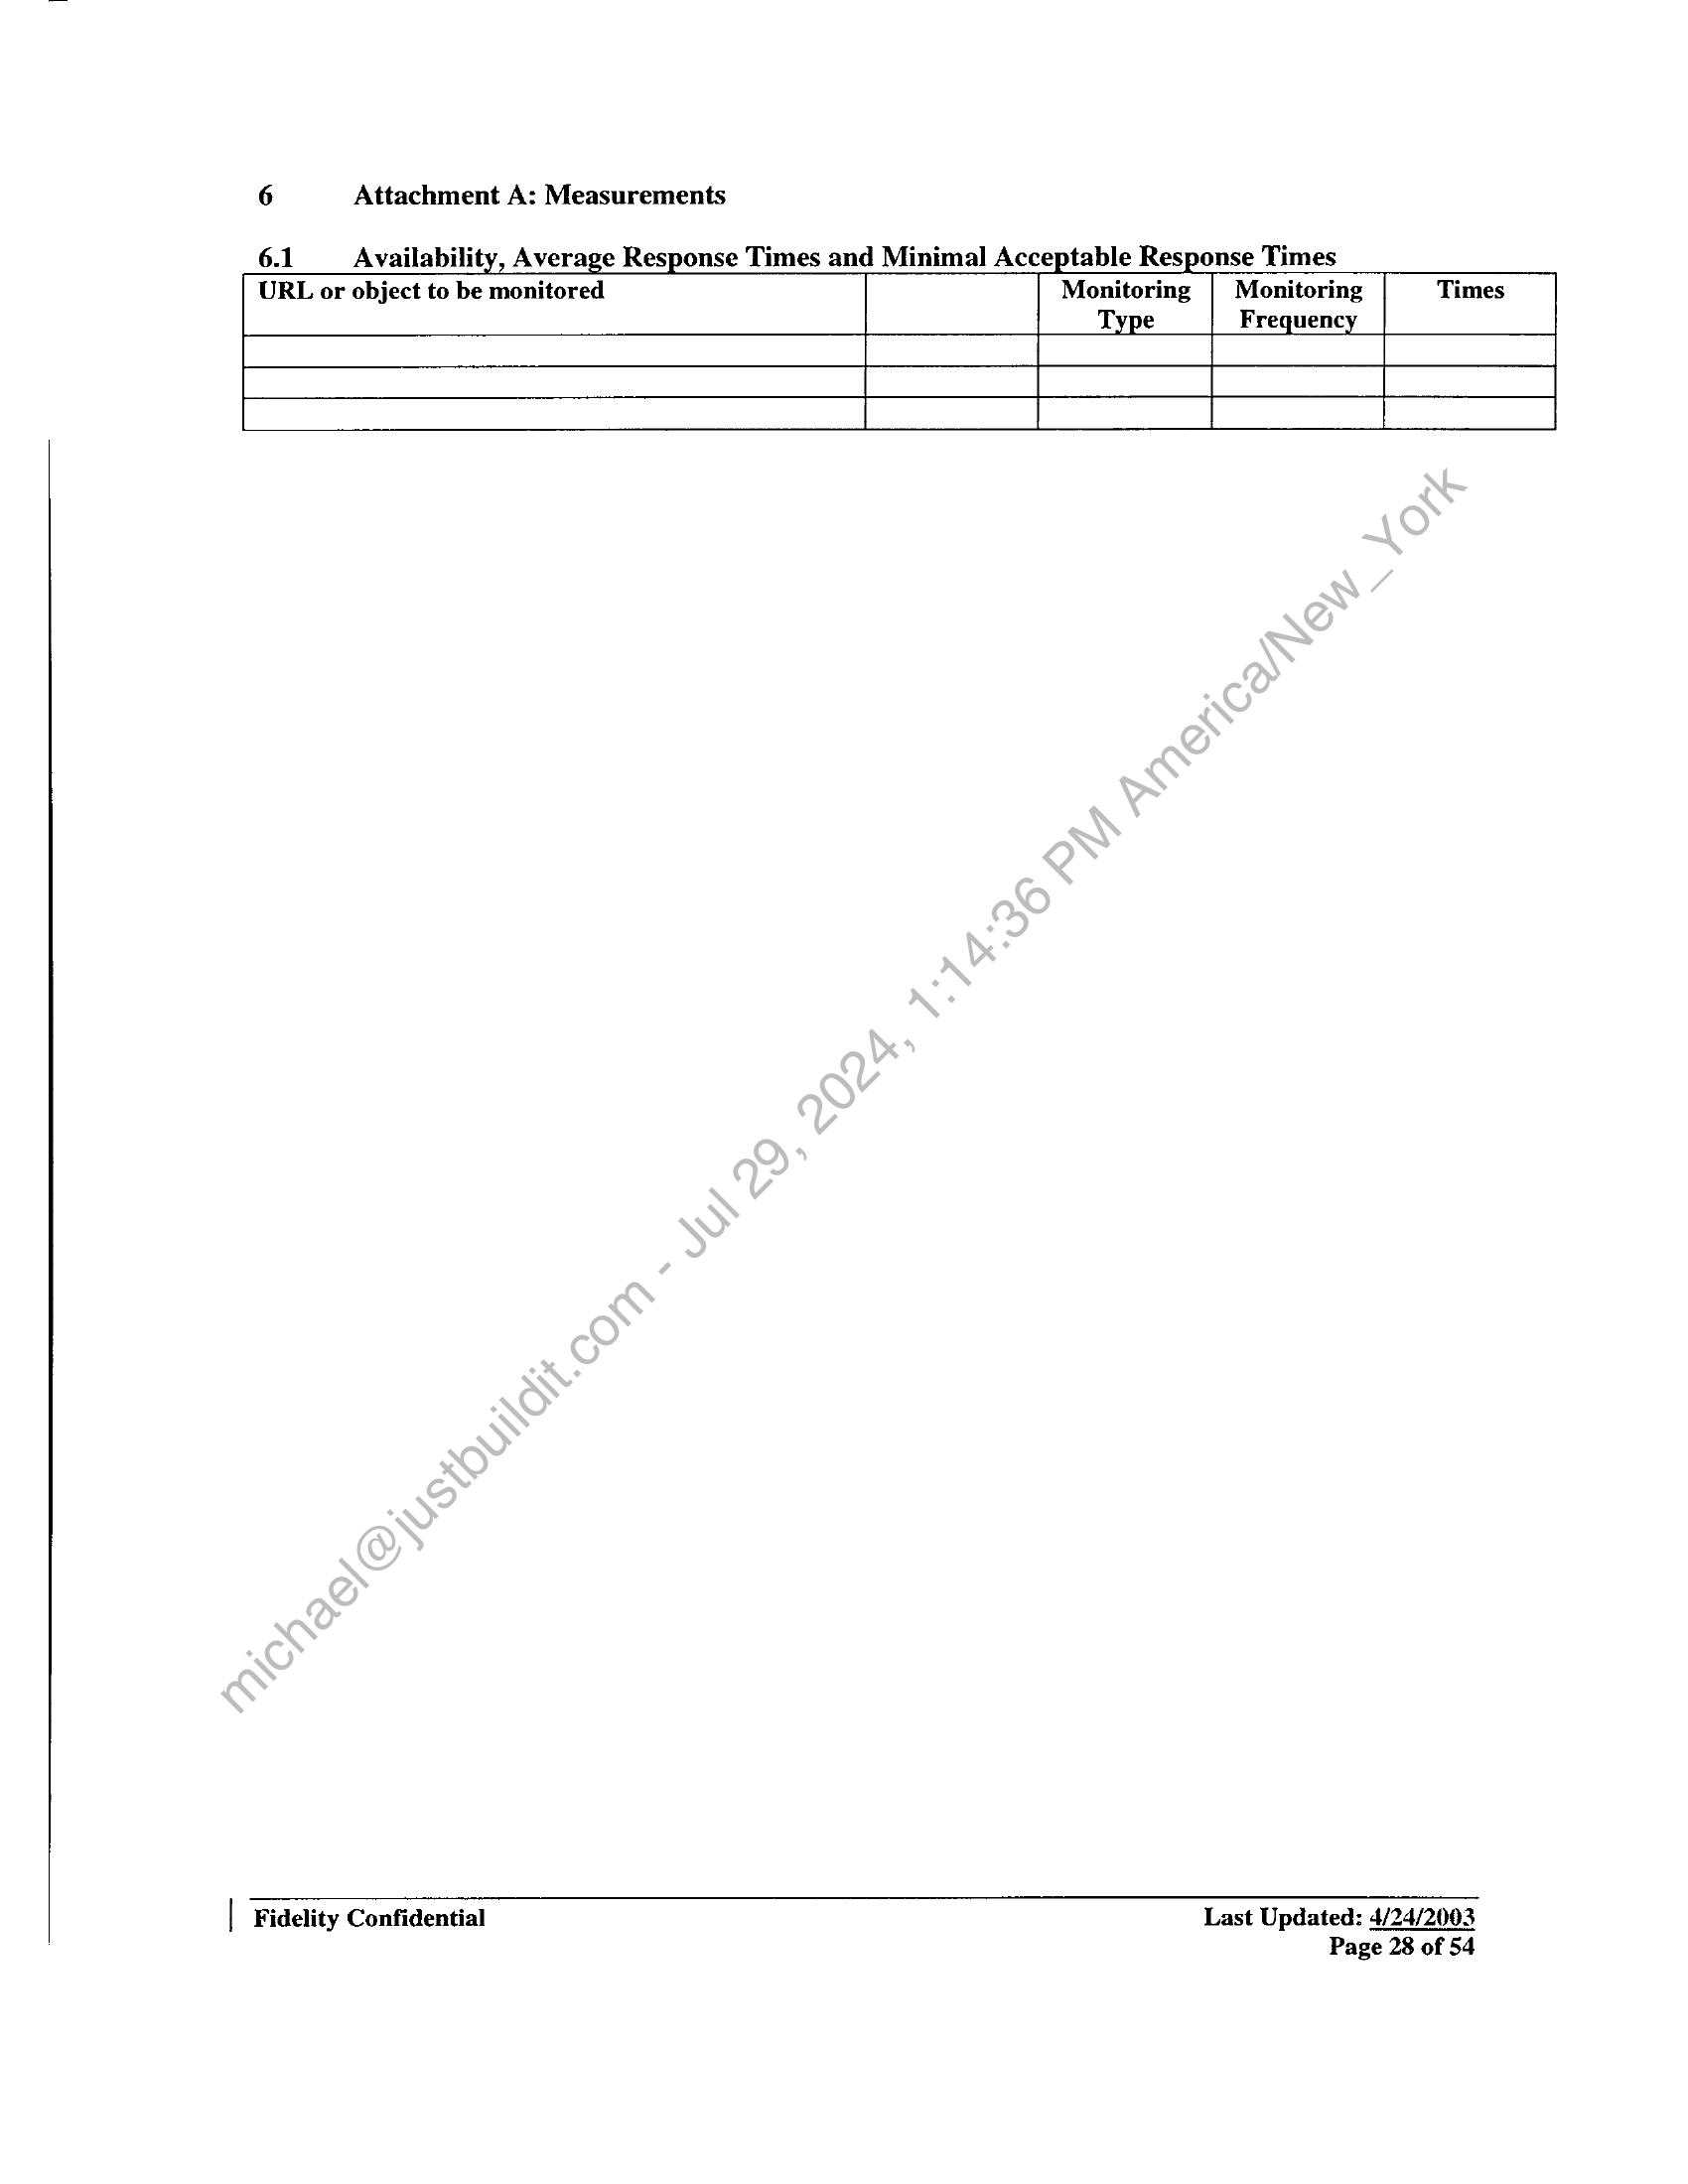 6 Attachment A: Measurements
6.1 Availability, Average Response Times and Minimal Acceptable Response Times
URL or object to be monitored Monitoring Type Monitoring Frequency Times
michael@justbuildit.com - Jul 29, 2024, 1:14:36 PM America/New_York
Fidelity Confidential Last Updated: 4/24/2003
Page 28 of 54